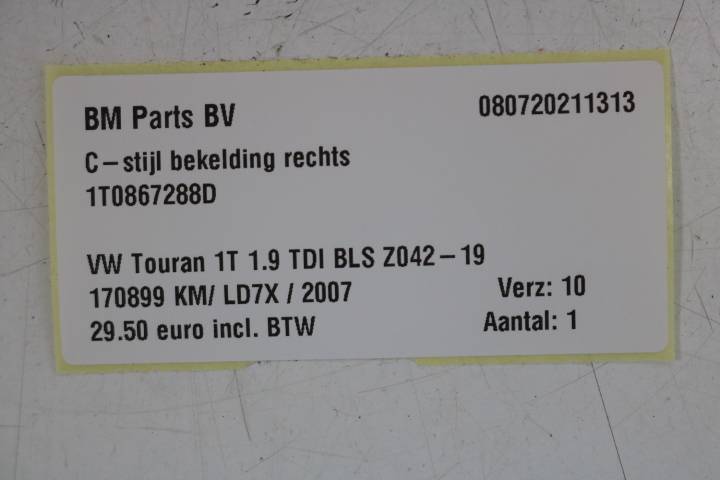 BM Parts BV 080720211313
C-stijl bekelding rechts
1T0867288D
VW Touran 1T 1.9 TDI BLS Z042-19
170899 KM/ LD7X / 2007 Verz: 10
29.50 euro incl. BTW Aantal: 1